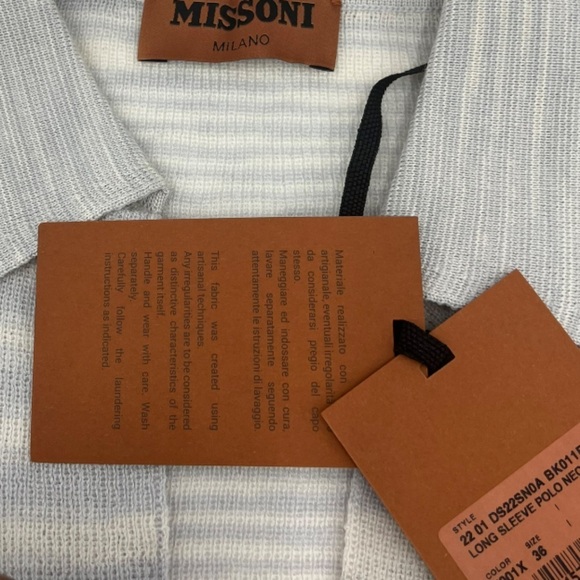 MISSONI
MILANO
Materiale realizzato con
artigianale, eventuali irregolarità
da considerarsi pregio del capo
stesso.
Maneggiare ed indossare con cura,
lavare separatamente seguendo
attentamente le istruzioni di lavaggio.
This fabric was created using
artisanal techniques.
Any irregularities are to be considered
as distinctive characteristics of the
garment itself.
Handle and wear with care. Wash
separately.
Carefully follow the laundering
instructions as indicated.
STYLE
22 01 DS22SN0A BK011
LONG SLEEVE POLO NEC
COLOR
01X
SIZE
36